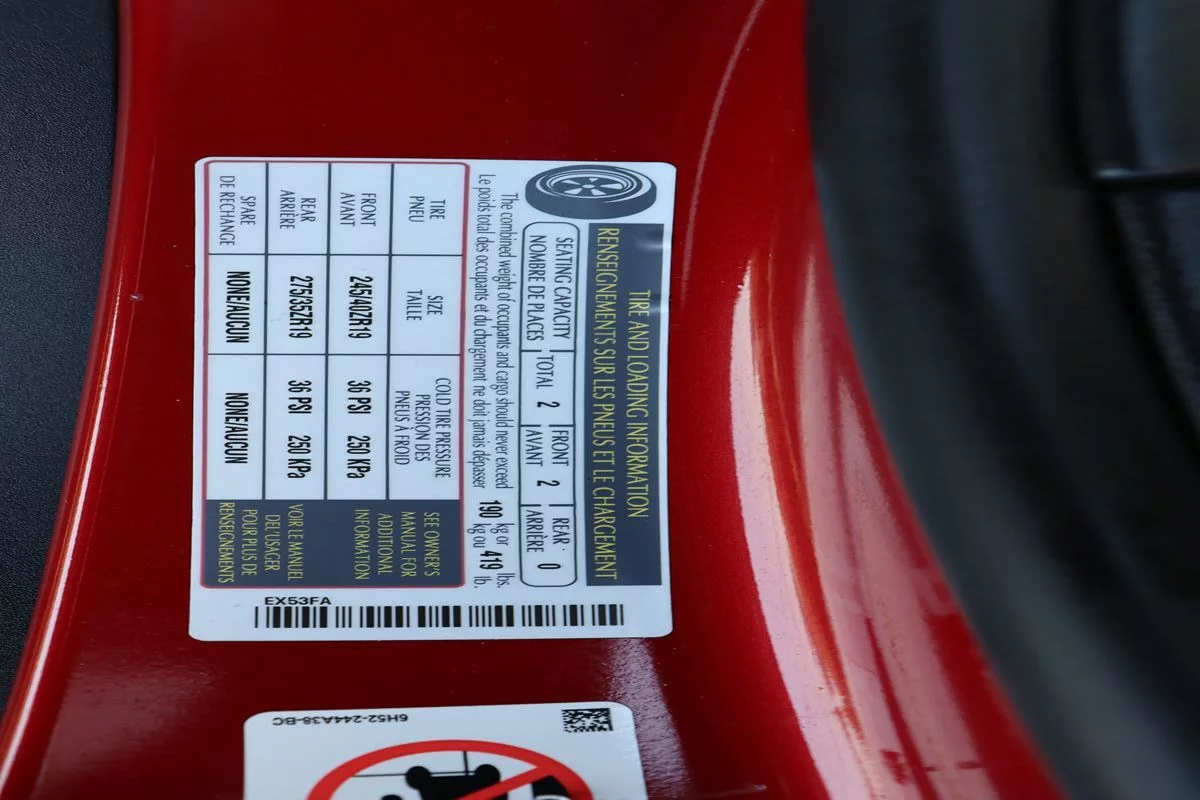 TIRE AND LOADING INFORMATION
RENSEIGNEMENTS SUR LES PNEUS ET LE CHARGEMENT
SEATING CAPACITY TOTAL 2 FRONT 2 REAR 0
NOMBRE DE PLACES AVANT ARRIÈRE
The combined weight of occupants and cargo should never exceed 190 kg or 419 lbs.
Le poids total des occupants et du chargement ne doit jamais dépasser kg ou lb.
TIRE SIZE COLD TIRE PRESSURE
PNEU TAILLE PRESSION DES
PNEUS À FROID
FRONT 245/40ZR19 36 PSI 250 KPa
AVANT
REAR 275/35ZR19 36 PSI 250 KPa
ARRIÈRE
SPARE NONE/AUCUN NONE/AUCUN
DE RECHANGE
SEE OWNER'S
MANUAL FOR
ADDITIONAL
INFORMATION
VOIR LE MANUEL
DE L'USAGER
POUR PLUS DE
RENSEIGNEMENTS
EX53FA
6H52-244A38-BC